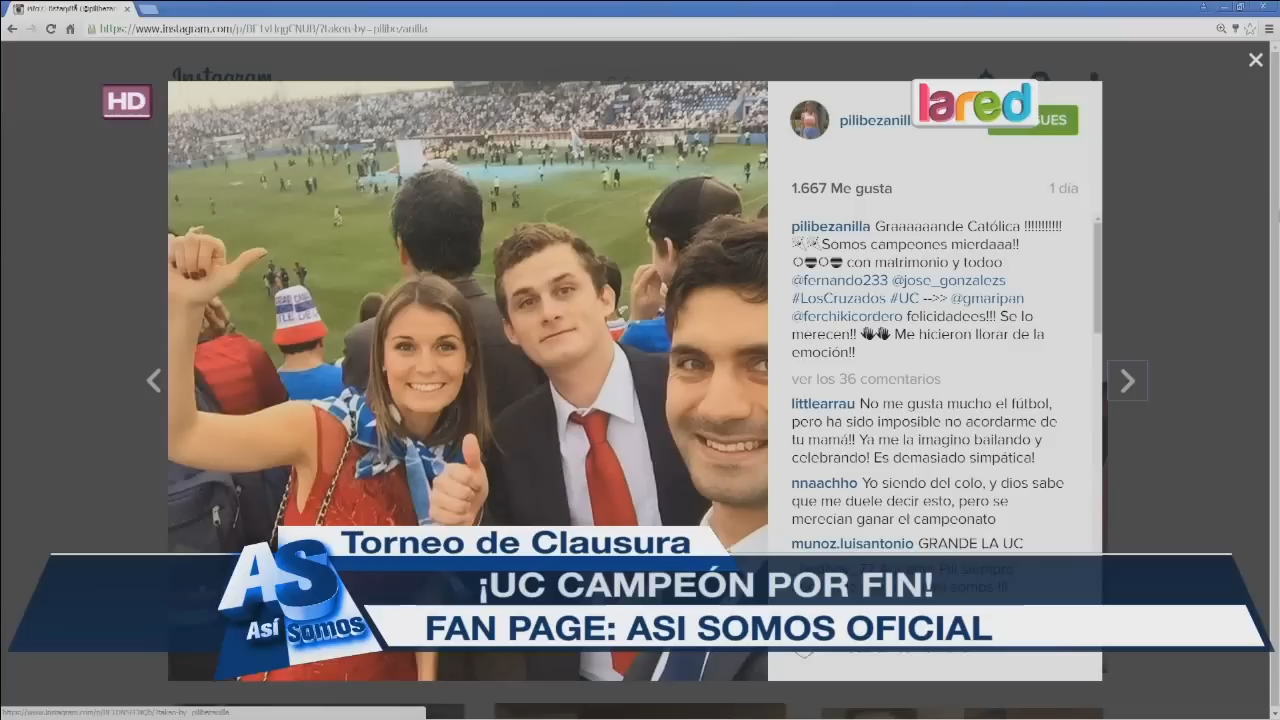 https://www.instagram.com/p/
taken-by=pilibezanilla
Instagram
HD
pilibezanill
lared
1.667 Me gusta
1 día
pilibezanilla Graaaaaande Católica !!!!!!!!!!!
Somos campeones mierdaaa!!
con matrimonio y todoo
@fernando233 @jose_gonzalezs
#LosCruzados #UC -->> @gmaripan
@ferchikicordero felicidadees!!! Se lo
merecen!! Me hicieron llorar de la
emoción!!
ver los 36 comentarios
littlearrau No me gusta mucho el fútbol,
pero ha sido imposible no acordarme de
tu mamá!! Ya me la imagino bailando y
celebrando! Es demasiado simpática!
nnaachho Yo siendo del colo, y dios sabe
que me duele decir esto, pero se
merecían ganar el campeonato
munoz.luisantonio GRANDE LA UC
Torneo de Clausura
¡UC CAMPEÓN POR FIN!
AS
Así Somos
FAN PAGE: ASI SOMOS OFICIAL